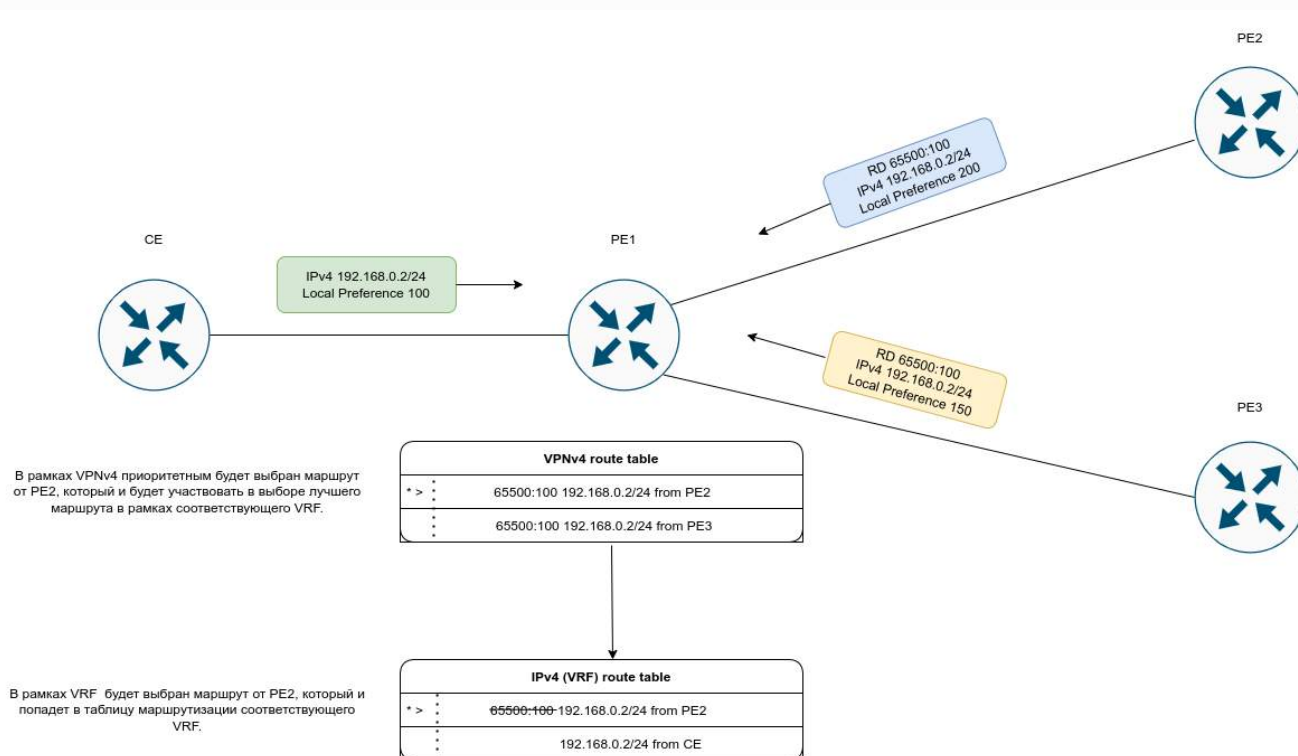 PE2
RD 65500:100
IPv4 192.168.0.2/24
Local Preference 200
CE
PE1
IPv4 192.168.0.2/24
Local Preference 100
RD 65500:100
IPv4 192.168.0.2/24
Local Preference 150
PE3
В рамках VPNv4 приоритетным будет выбран маршрут
от PE2, который и будет участвовать в выборе лучшего
маршрута в рамках соответствующего VRF.
VPNv4 route table
* > 65500:100 192.168.0.2/24 from PE2
65500:100 192.168.0.2/24 from PE3
В рамках VRF будет выбран маршрут от PE2, который и
попадет в таблицу маршрутизации соответствующего
VRF.
IPv4 (VRF) route table
* > 65500:100 192.168.0.2/24 from PE2
192.168.0.2/24 from CE